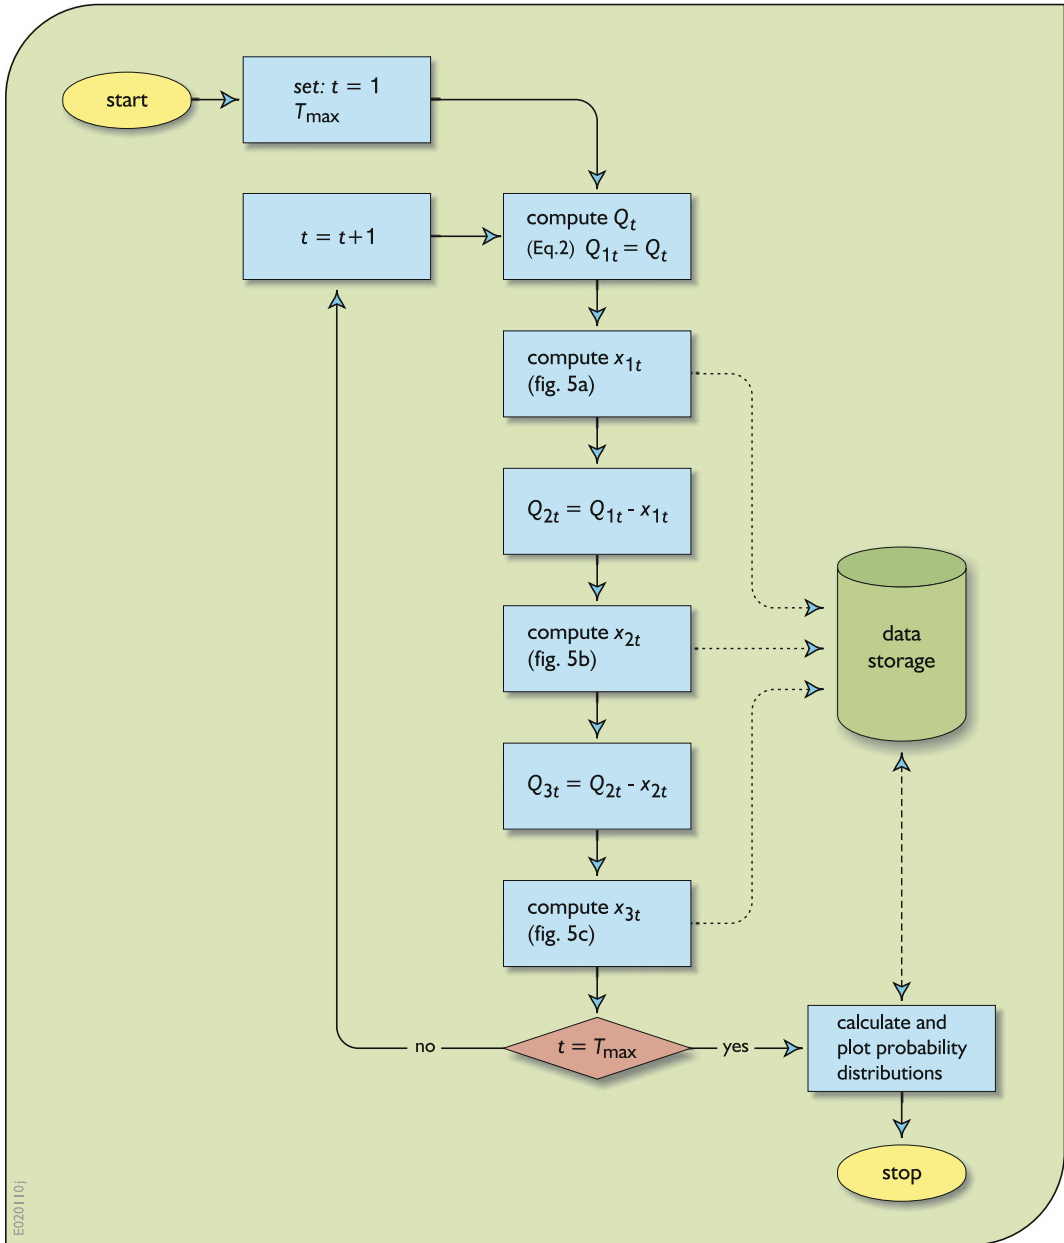 start
set: t = 1
Tmax
t = t+1
compute Qt
(Eq.2) Q1t = Qt
compute x1t
(fig. 5a)
Q2t = Q1t - x1t
compute x2t
(fig. 5b)
data
storage
Q3t = Q2t - x2t
compute x3t
(fig. 5c)
t = Tmax
no
yes
calculate and
plot probability
distributions
stop
E020110j